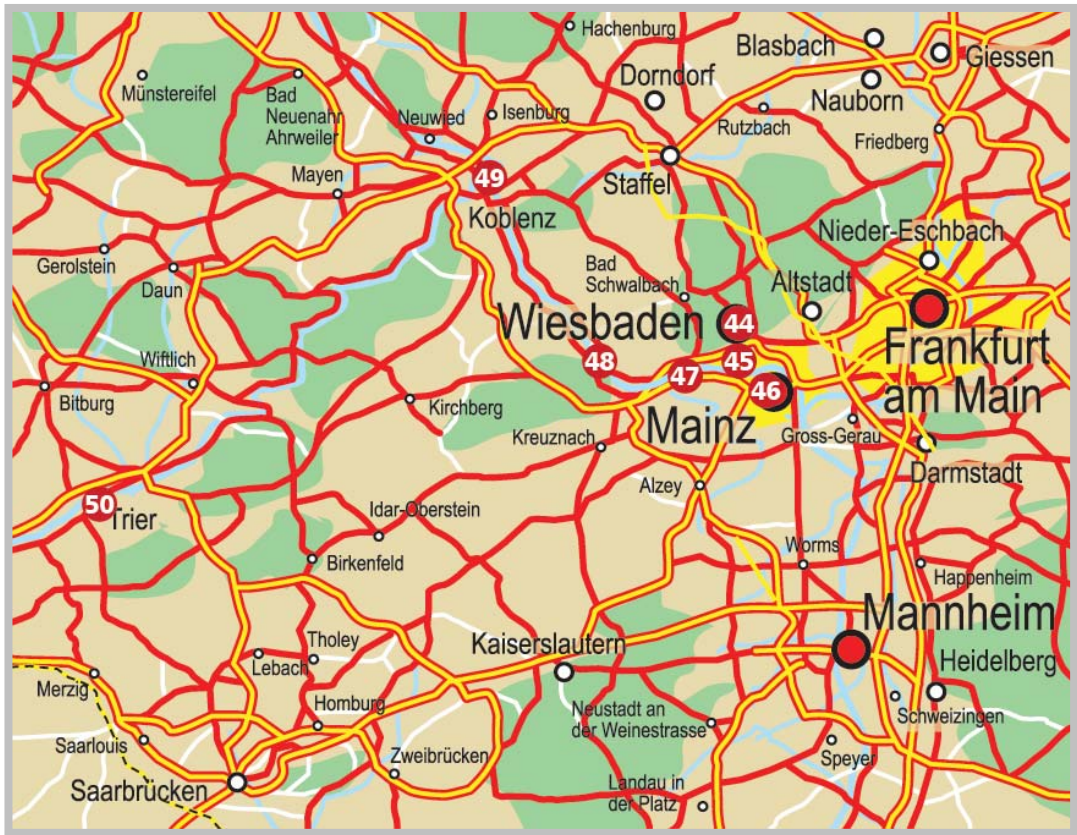 Hachenburg
Blasbach
Giessen
Münstereifel
Bad
Neuenahr
Ahrweiler
Neuwied
Isenburg
Dorndorf
Nauborn
Rutzbach
Friedberg
Mayen
49
Koblenz
Staffel
Nieder-Eschbach
Gerolstein
Daun
Bad
Schwalbach
Altstadt
Wiesbaden
44
Frankfurt
am Main
Wiftlich
48
45
47
46
Bitburg
Kirchberg
Mainz
Kreuznach
Gross-Gerau
Darmstadt
Alzey
50
Trier
Idar-Oberstein
Birkenfeld
Worms
Happenheim
Mannheim
Kaiserslautern
Tholey
Lebach
Heidelberg
Merzig
Homburg
Neustadt an
der Weinestrasse
Schweizingen
Saarlouis
Zweibrücken
Speyer
Saarbrücken
Landau in
der Platz